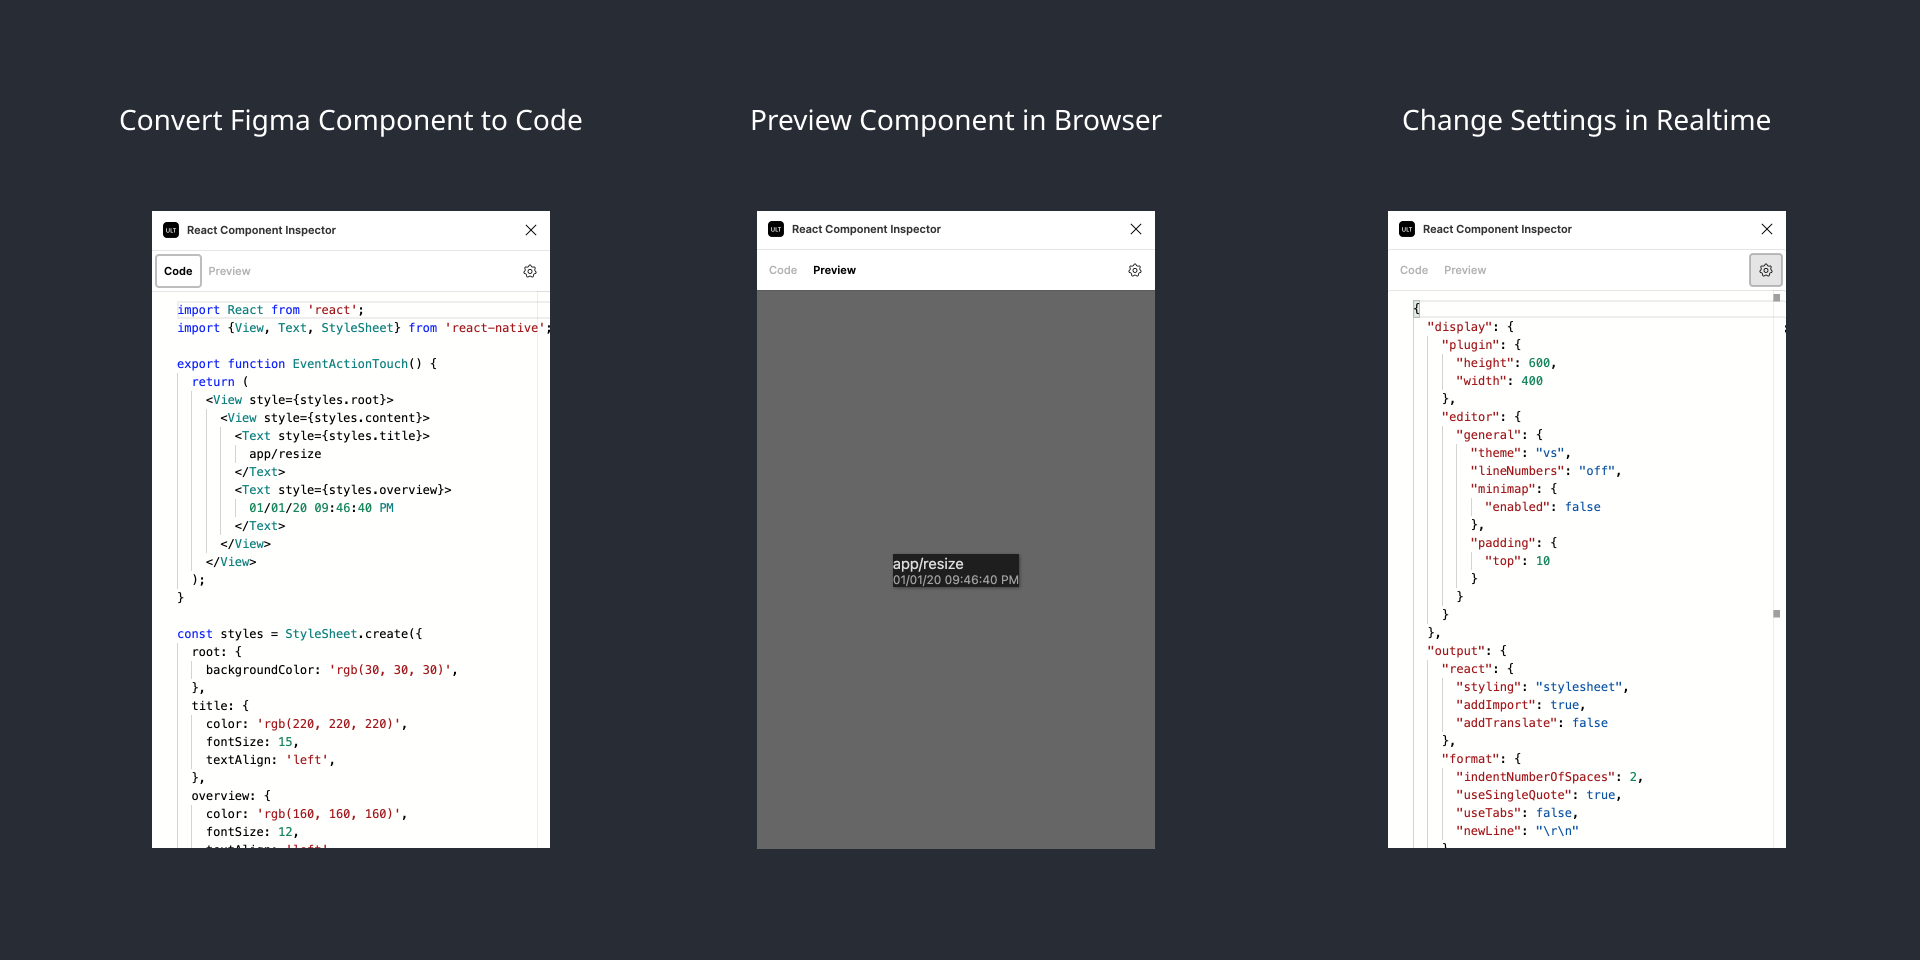 Convert Figma Component to Code
ULT React Component Inspector
Code Preview
import React from 'react';
import {View, Text, StyleSheet} from 'react-native';
export function EventActionTouch() {
return (
<View style={styles.root}>
<View style={styles.content}>
<Text style={styles.title}>
app/resize
</Text>
<Text style={styles.overview}>
01/01/20 09:46:40 PM
</Text>
</View>
</View>
);
}
const styles = StyleSheet.create({
root: {
backgroundColor: 'rgb(30, 30, 30)',
},
title: {
color: 'rgb(220, 220, 220)',
fontSize: 15,
textAlign: 'left',
},
overview: {
color: 'rgb(160, 160, 160)',
fontSize: 12,
textAlign: 'left'
Preview Component in Browser
ULT React Component Inspector
Code Preview
app/resize
01/01/20 09:46:40 PM
Change Settings in Realtime
ULT React Component Inspector
Code Preview
{
"display": {
"plugin": {
"height": 600,
"width": 400
},
"editor": {
"general": {
"theme": "vs",
"lineNumbers": "off",
"minimap": {
"enabled": false
},
"padding": {
"top": 10
}
}
}
},
"output": {
"react": {
"styling": "stylesheet",
"addImport": true,
"addTranslate": false
},
"format": {
"indentNumberOfSpaces": 2,
"useSingleQuote": true,
"useTabs": false,
"newLine": "\r\n"
}